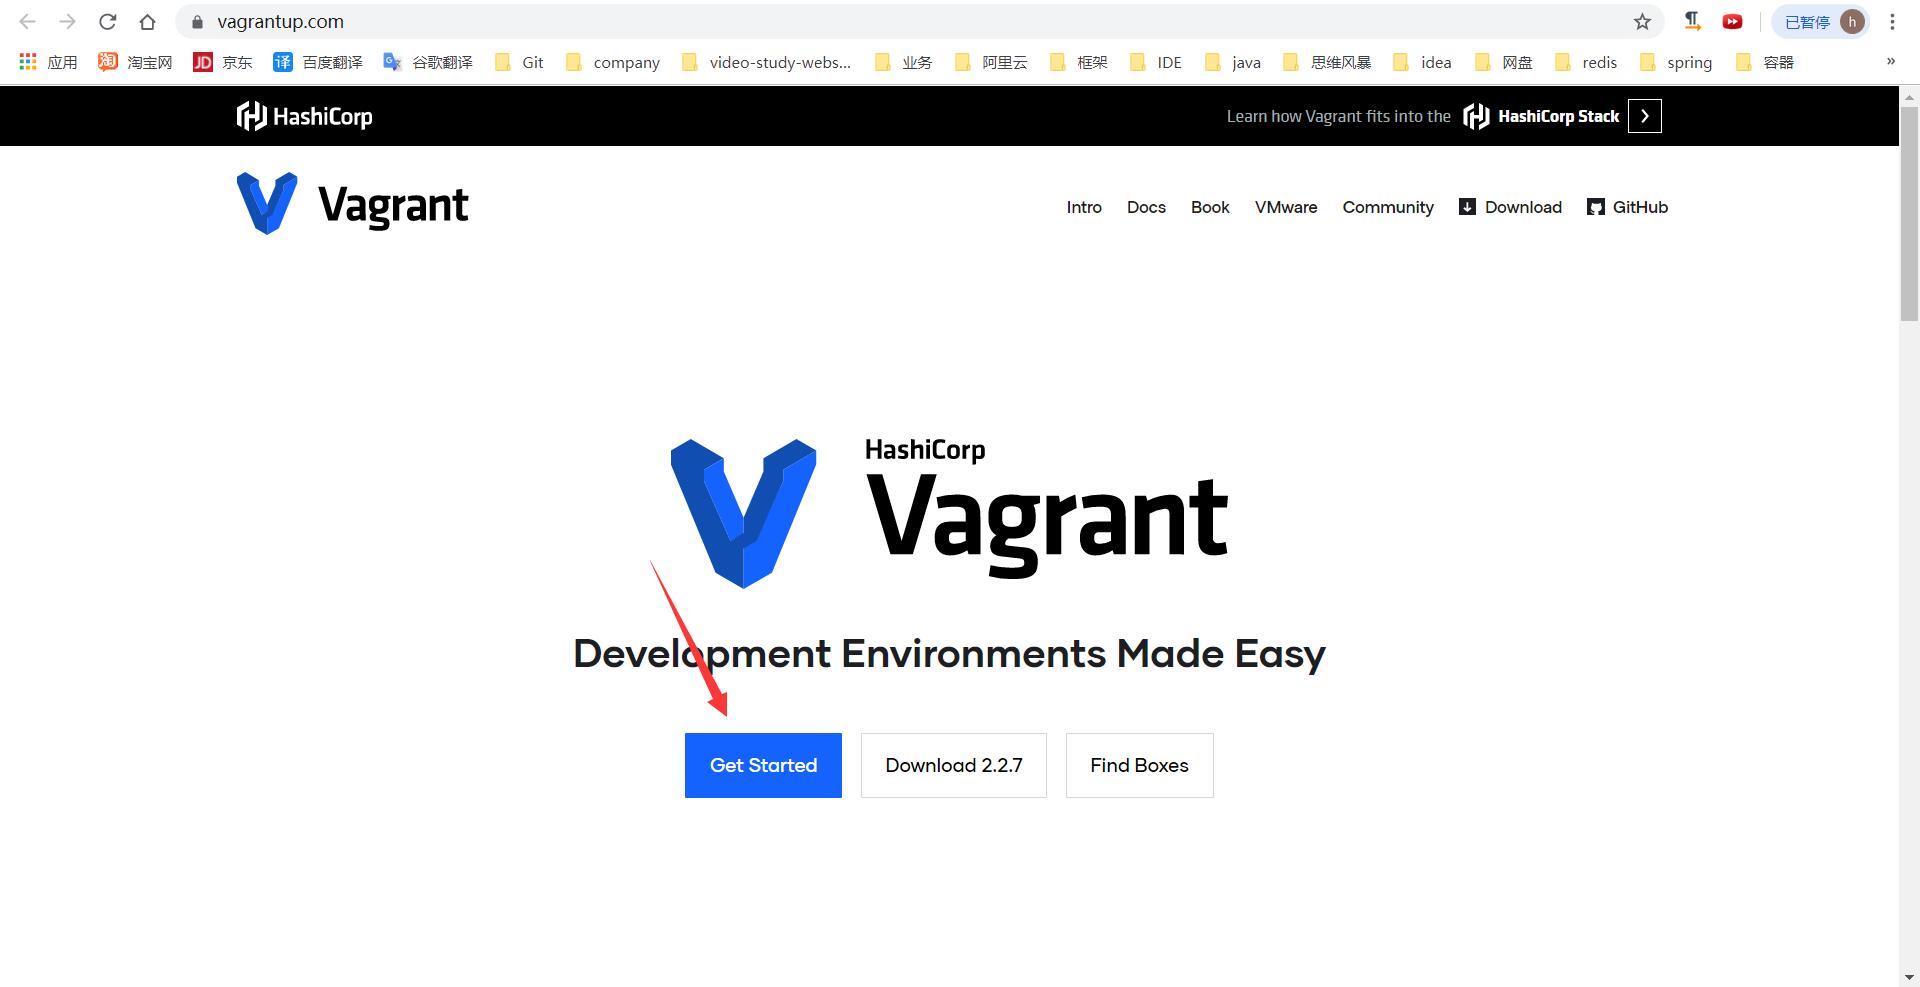 vagrantup.com
已暂停 h
应用 淘宝网 京东 百度翻译 谷歌翻译 Git company video-study-webs... 业务 阿里云 框架 IDE java 思维风暴 idea 网盘 redis spring 容器 »
HashiCorp Learn how Vagrant fits into the HashiCorp Stack
Vagrant Intro Docs Book VMware Community Download GitHub
HashiCorp
Vagrant
Development Environments Made Easy
Get Started Download 2.2.7 Find Boxes